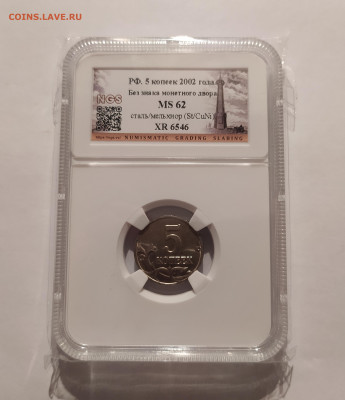 COINS.LAVE.RU
РФ. 5 копеек 2002 года.
Без знака монетного двора
MS 62
сталь/мельхиор (St/CuNi)
XR 6546
NGS
NUMISMATIC GRADING SEARING
5
КОПЕЕК